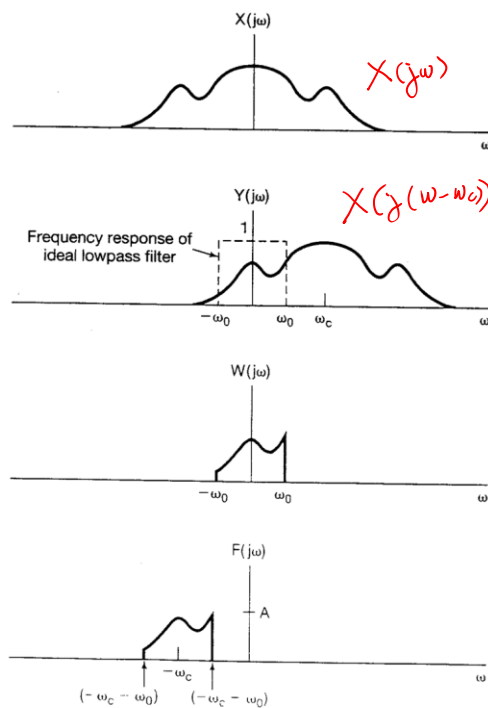 X(jω)
X(jω)
ω
Y(jω)
X(j(ω-ωc))
1
Frequency response of
ideal lowpass filter
−ω₀ ω₀ ωc ω
W(jω)
−ω₀ ω₀ ω
F(jω)
A
−ωc ω
(−ωc − ω₀) (−ωc − ω₀)